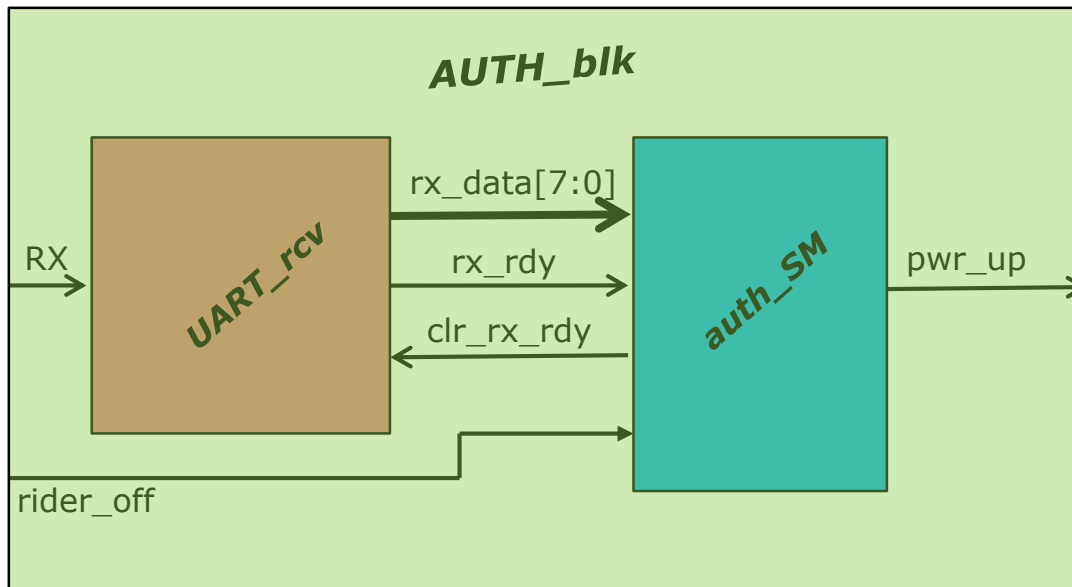 AUTH_blk
rx_data[7:0]
RX
UART_rcv
rx_rdy
auth_SM
pwr_up
clr_rx_rdy
rider_off